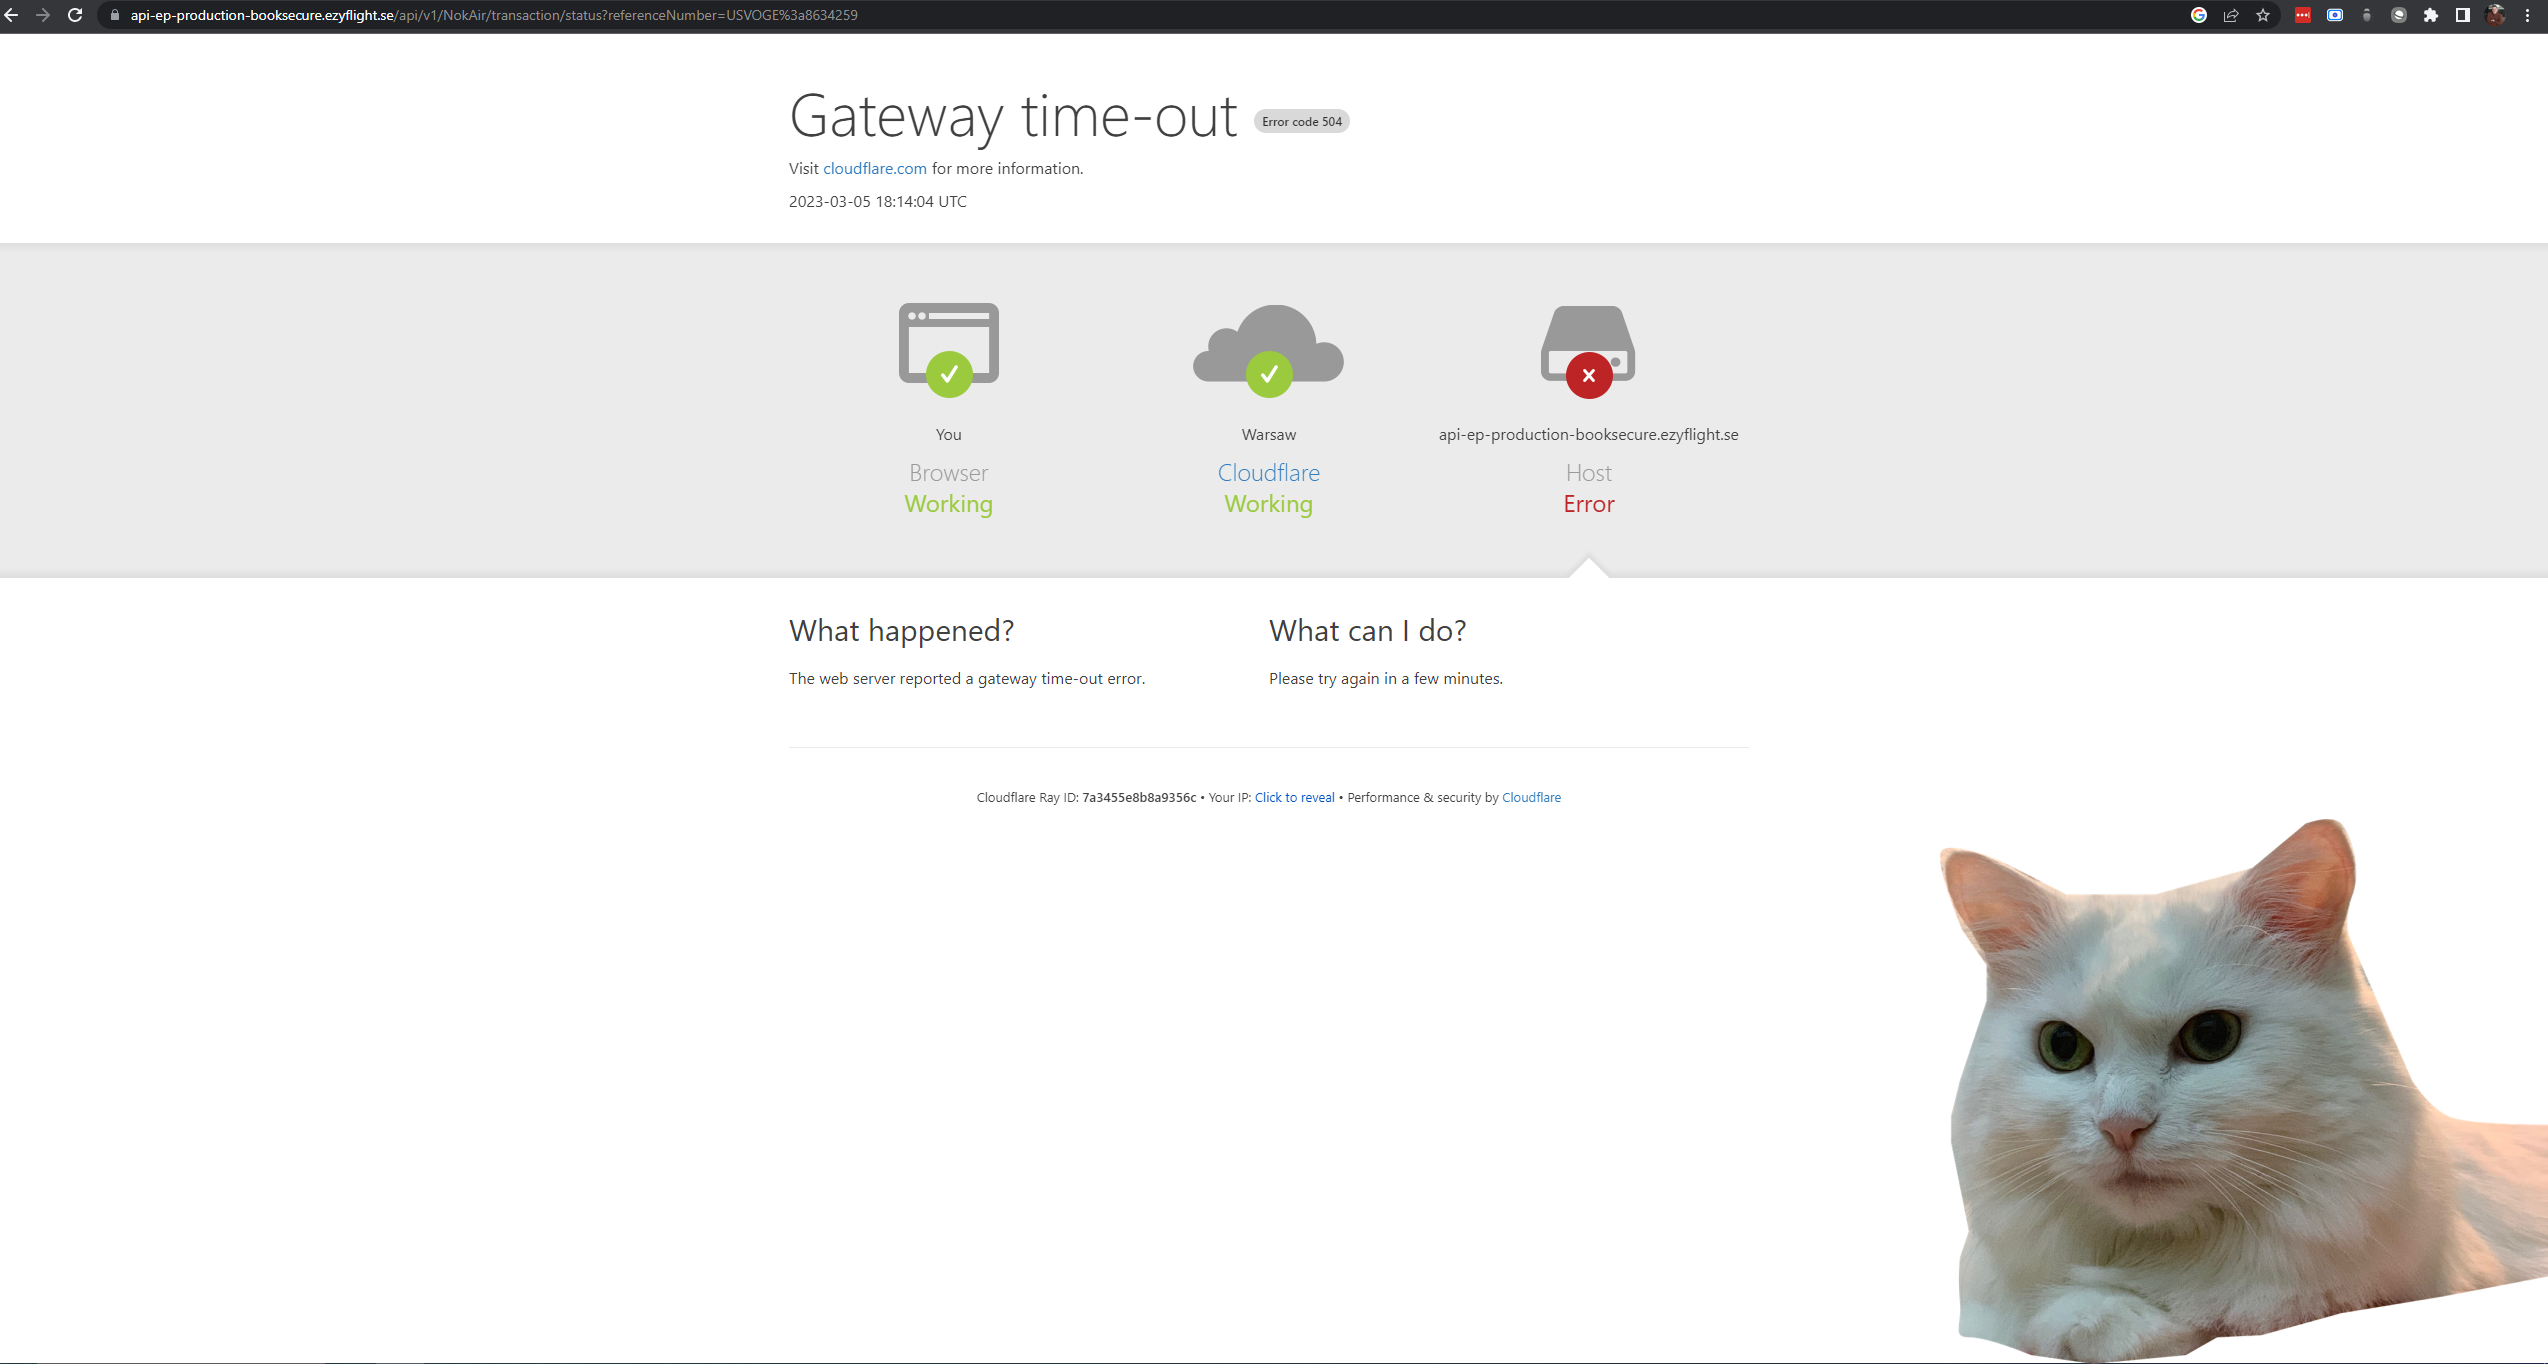 api-ep-production-booksecure.ezyflight.se/api/v1/NokAir/transaction/status?referenceNumber=USVOGE%3a8634259
Gateway time-out Error code 504
Visit cloudflare.com for more information.
2023-03-05 18:14:04 UTC
You
Browser
Working
Warsaw
Cloudflare
Working
api-ep-production-booksecure.ezyflight.se
Host
Error
What happened?
The web server reported a gateway time-out error.
What can I do?
Please try again in a few minutes.
Cloudflare Ray ID: 7a3455e8b8a9356c • Your IP: Click to reveal • Performance & security by Cloudflare